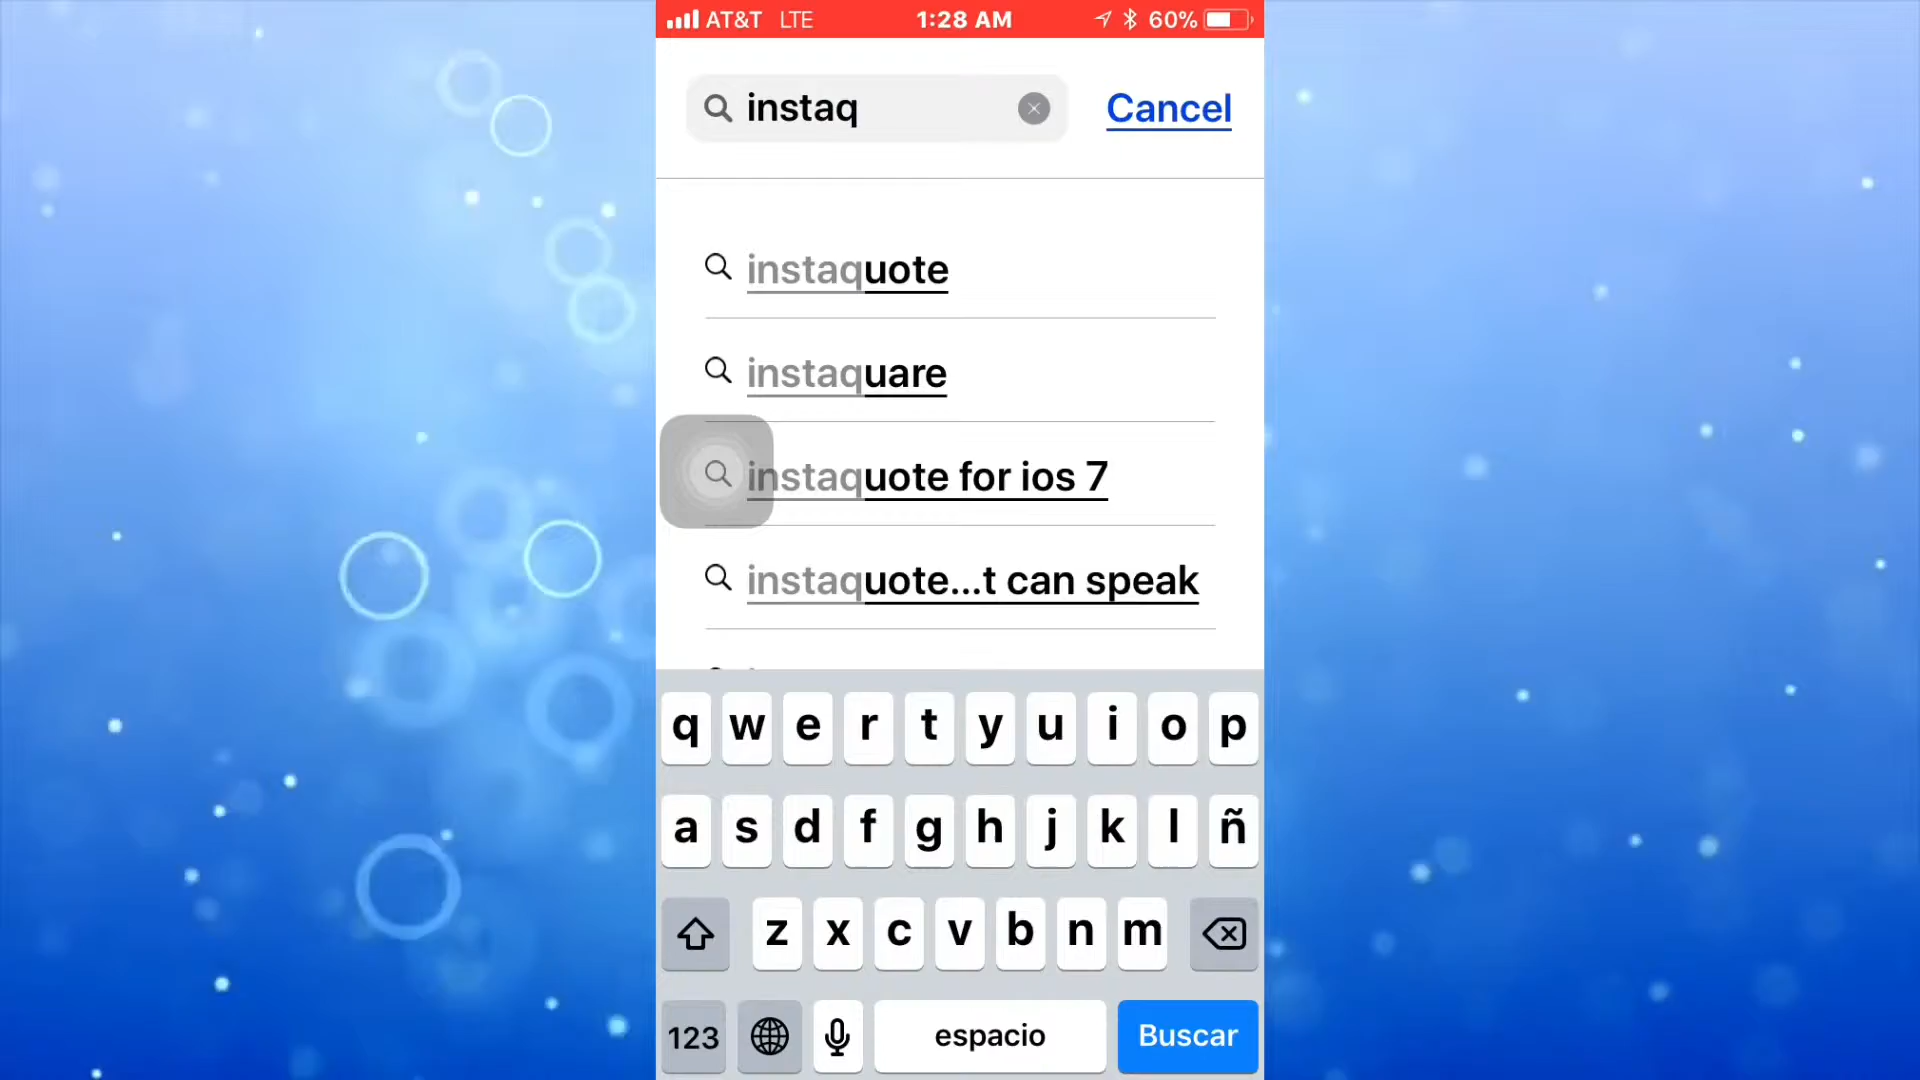 AT&T LTE 1:28 AM 60%
instaq Cancel
instaquote
instaquare
instaquote for ios 7
instaquote...t can speak
q w e r t y u i o p
a s d f g h j k l ñ
z x c v b n m
123 espacio Buscar